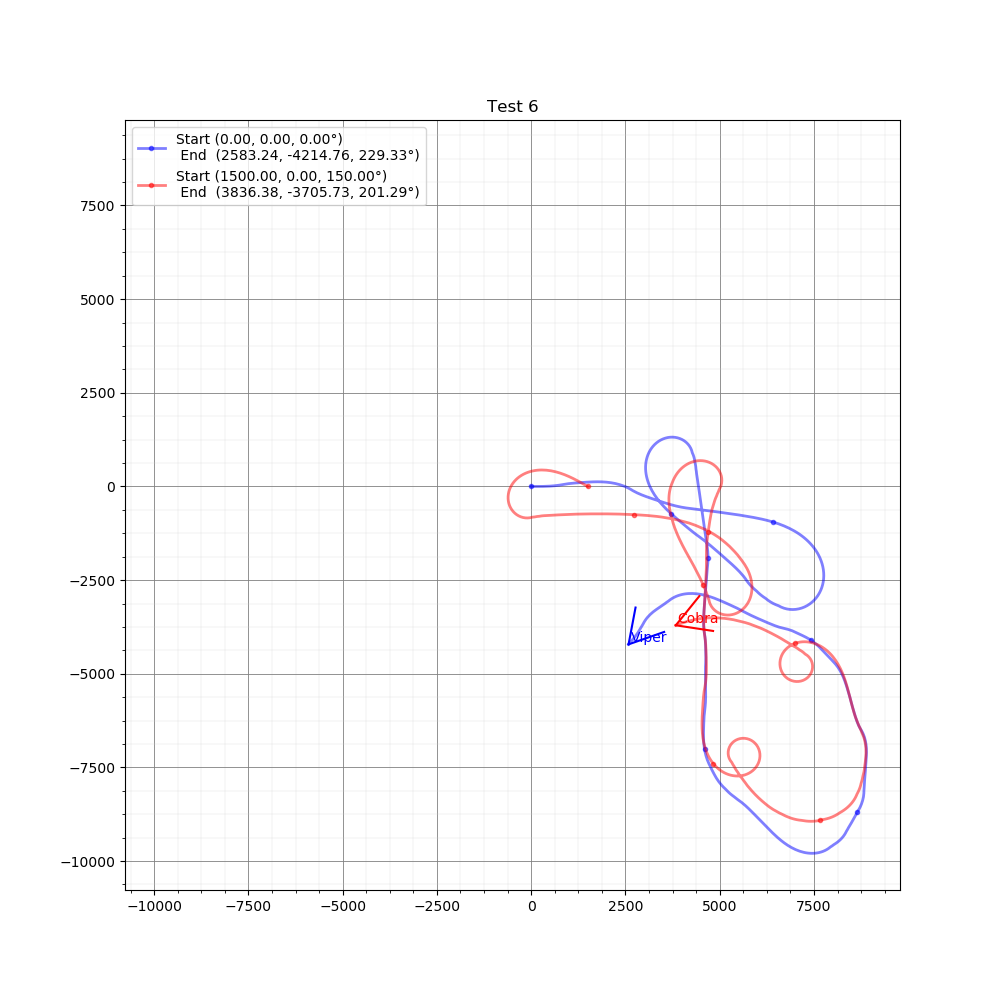 Test 6
Start (0.00, 0.00, 0.00°)
End (2583.24, -4214.76, 229.33°)
Start (1500.00, 0.00, 150.00°)
End (3836.38, -3705.73, 201.29°)
7500
5000
2500
0
−2500
−5000
−7500
−10000
Cobra
Viper
−10000 −7500 −5000 −2500 0 2500 5000 7500